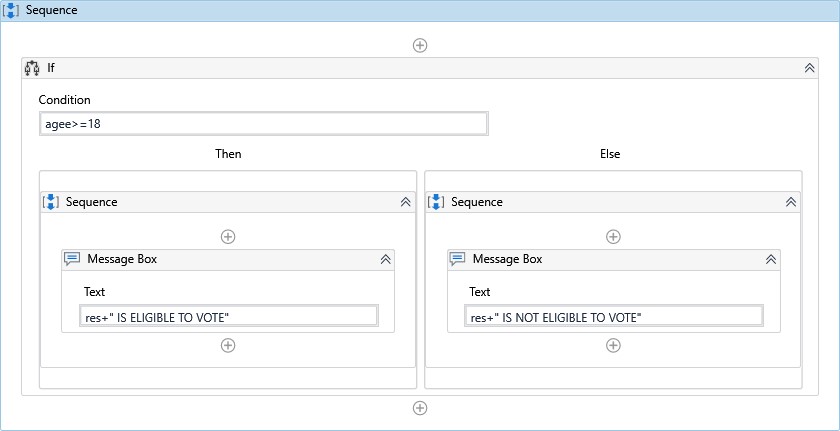 Sequence
If
Condition
agee>=18
Then
Else
Sequence
Sequence
Message Box
Message Box
Text
Text
res+" IS ELIGIBLE TO VOTE"
res+" IS NOT ELIGIBLE TO VOTE"